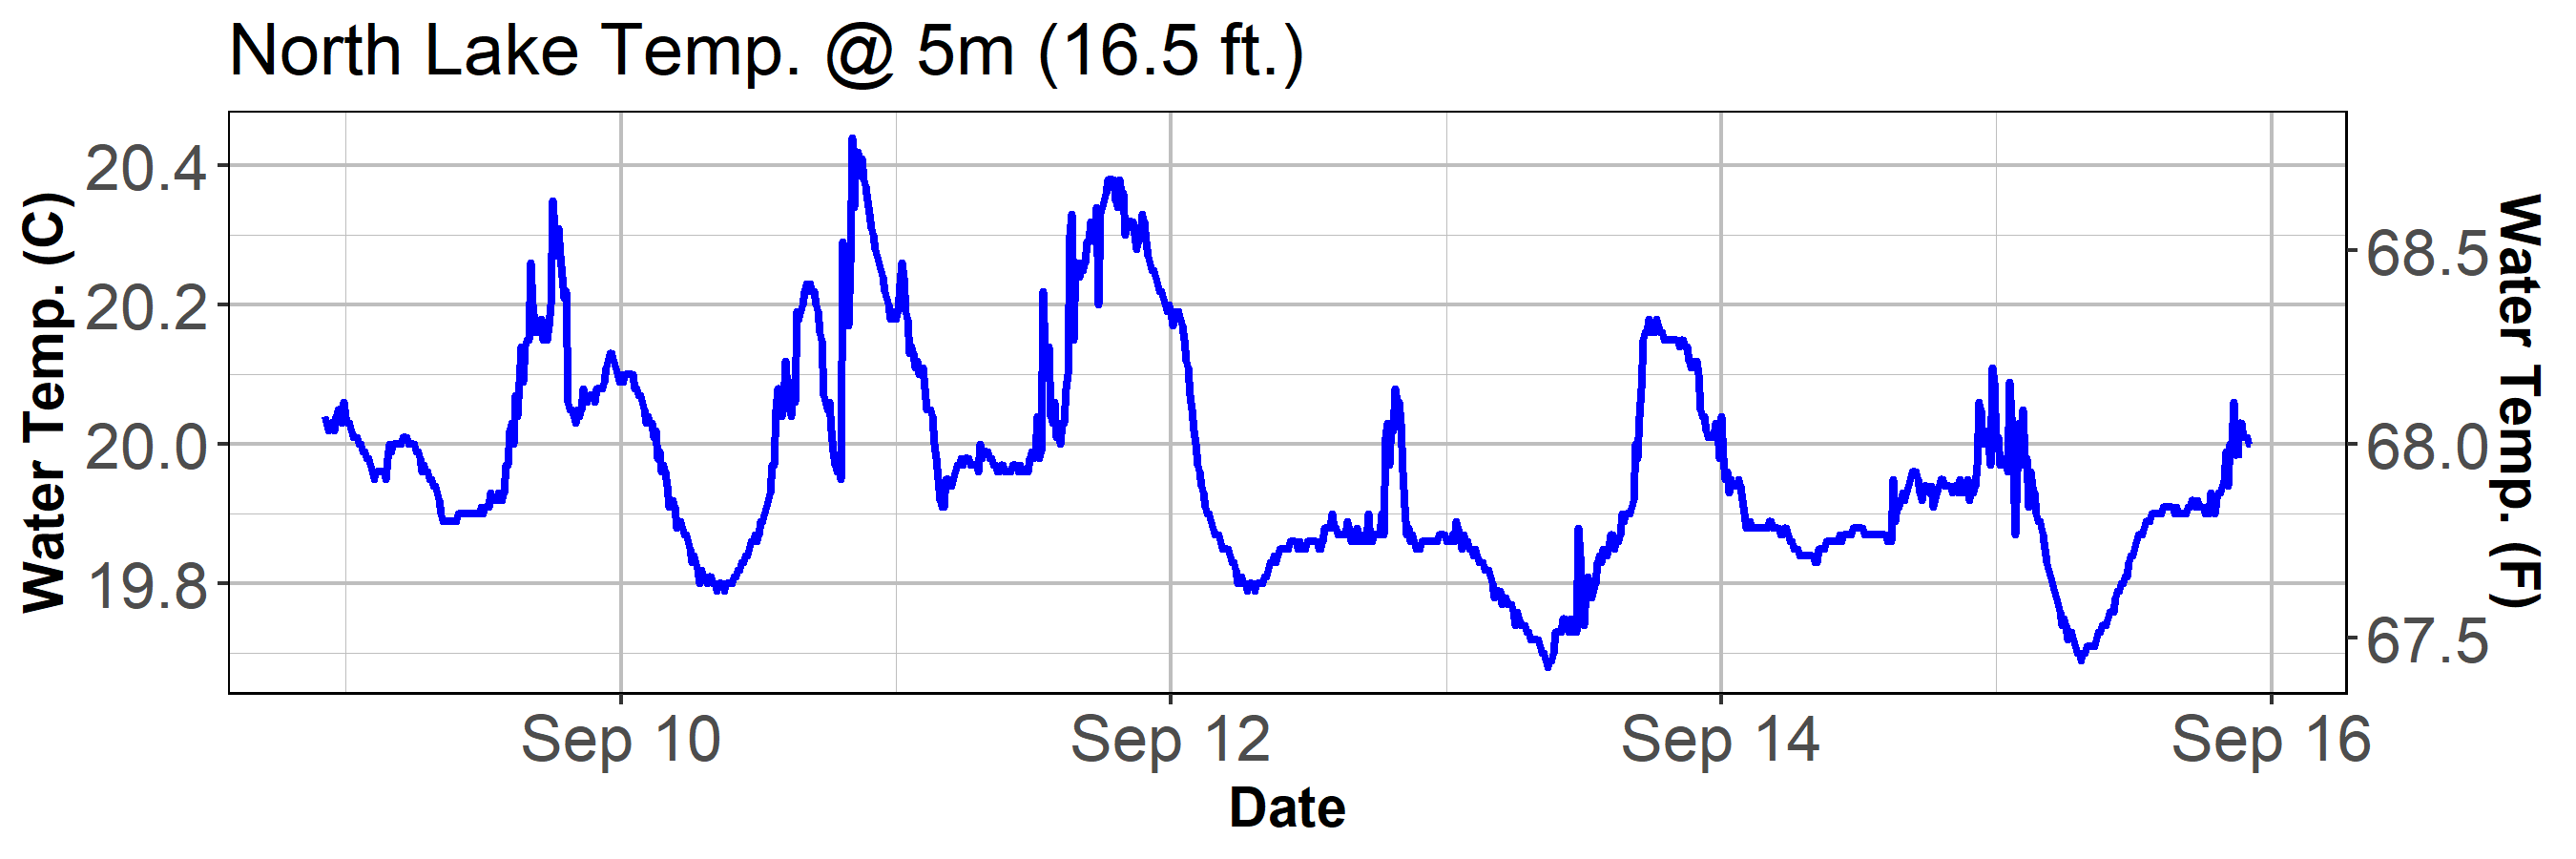 North Lake Temp. @ 5m (16.5 ft.)
Water Temp. (C)
20.4
20.2
20.0
19.8
68.5
68.0
67.5
Water Temp. (F)
Sep 10 Sep 12 Sep 14 Sep 16
Date